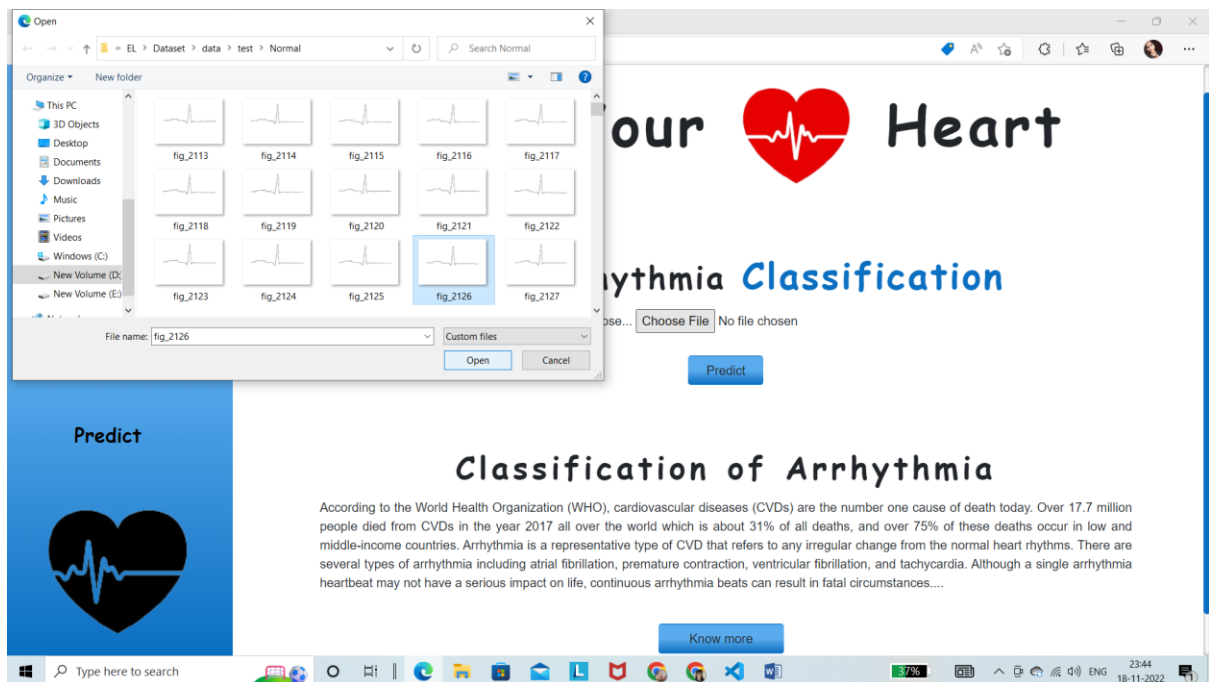 Open
« EL > Dataset > data > test > Normal
Search Normal
Organize
New folder
This PC
3D Objects
Desktop
Documents
Downloads
Music
Pictures
Videos
Windows (C:)
New Volume (D:
New Volume (E:)
fig_2113 fig_2114 fig_2115 fig_2116 fig_2117
fig_2118 fig_2119 fig_2120 fig_2121 fig_2122
fig_2123 fig_2124 fig_2125 fig_2126 fig_2127
File name: fig_2126
Custom files
Open Cancel
our Heart
ythmia Classification
ose... Choose File No file chosen
Predict
Predict
Classification of Arrhythmia
According to the World Health Organization (WHO), cardiovascular diseases (CVDs) are the number one cause of death today. Over 17.7 million
people died from CVDs in the year 2017 all over the world which is about 31% of all deaths, and over 75% of these deaths occur in low and
middle-income countries. Arrhythmia is a representative type of CVD that refers to any irregular change from the normal heart rhythms. There are
several types of arrhythmia including atrial fibrillation, premature contraction, ventricular fibrillation, and tachycardia. Although a single arrhythmia
heartbeat may not have a serious impact on life, continuous arrhythmia beats can result in fatal circumstances....
Know more
Type here to search
37%
ENG
23:44
18-11-2022